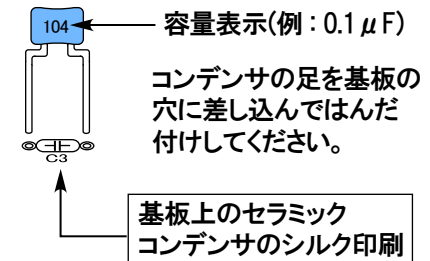 104
容量表示(例：0.1μF)
コンデンサの足を基板の
穴に差し込んではんだ
付けしてください。
C3
基板上のセラミック
コンデンサのシルク印刷